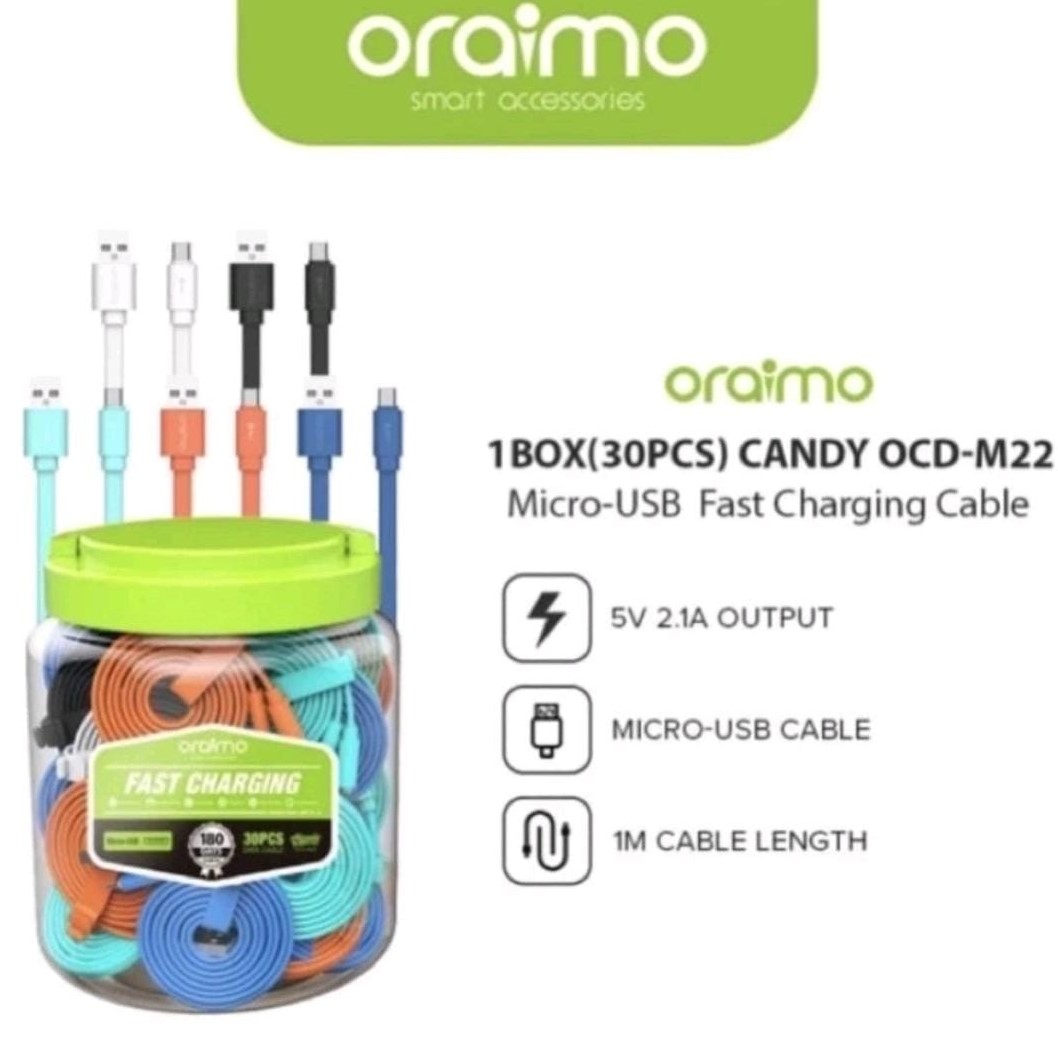 oraimo
smart accessories
oraimo
1BOX(30PCS) CANDY OCD-M22
Micro-USB Fast Charging Cable
5V 2.1A OUTPUT
MICRO-USB CABLE
1M CABLE LENGTH
oraimo
FAST CHARGING
180
DAYS
30PCS